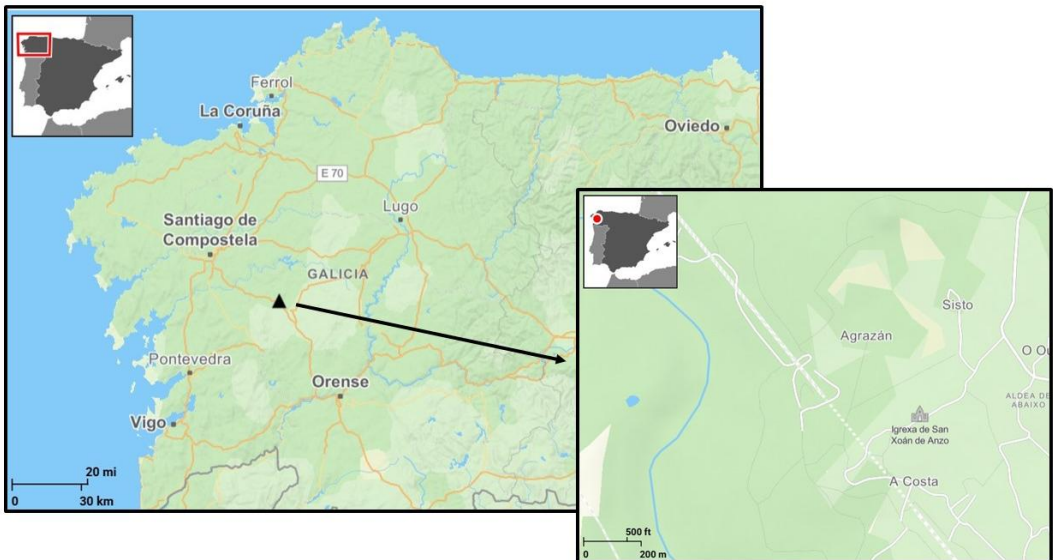 Ferrol
La Coruña
Oviedo
E 70
Lugo
Santiago de
Compostela
GALICIA
Pontevedra
Orense
Vigo
20 mi
0 30 km
Sisto
Agrazán
O Ou
ALDEA DE
ABAIXO
Igrexa de San
Xoán de Anzo
A Costa
500 ft
0 200 m